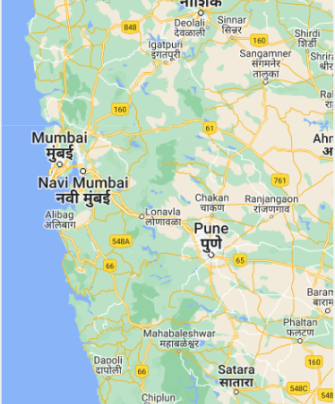 नाशिक
848
Deolali
देवळाली
Sinnar
सिन्नर
Igatpuri
इगतपुरी
160
Shirdi
शिर्डी
Sangamner
संगमनेर
तालुका
160
61
Mumbai
मुंबई
Navi Mumbai
नवी मुंबई
761
Alibag
अलिबाग
Lonavla
लोणावळा
Chakan
चाकण
Ranjangaon
रांजणगाव
548A
Pune
पुणे
66
65
Phaltan
फलटण
Mahabaleshwar
महाबळेश्वर
Dapoli
दापोली
66
Satara
सातारा
160
548C
Chiplun